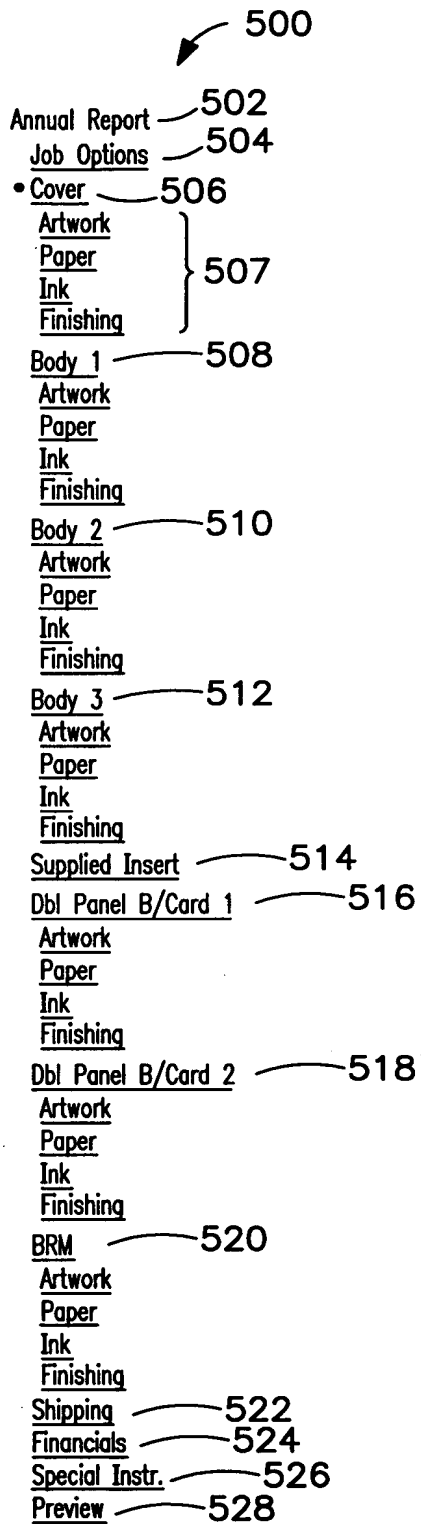 500
Annual Report 502
Job Options 504
• Cover 506
Artwork
Paper
507
Ink
Finishing
Body 1 508
Artwork
Paper
Ink
Finishing
Body 2 510
Artwork
Paper
Ink
Finishing
Body 3 512
Artwork
Paper
Ink
Finishing
Supplied Insert 514
Dbl Panel B/Card 1 516
Artwork
Paper
Ink
Finishing
Dbl Panel B/Card 2 518
Artwork
Paper
Ink
Finishing
BRM 520
Artwork
Paper
Ink
Finishing
Shipping 522
Financials 524
Special Instr. 526
Preview 528